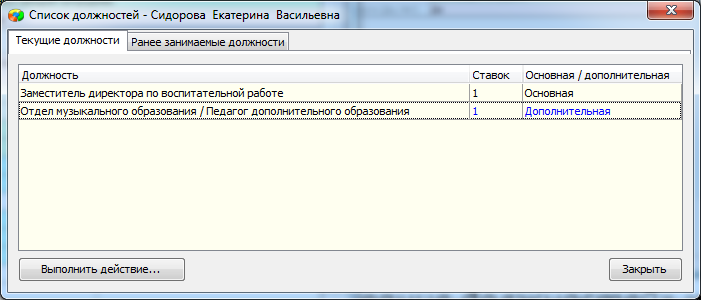 Список должностей - Сидорова Екатерина Васильевна
Текущие должности Ранее занимаемые должности
Должность Ставок Основная / дополнительная
Заместитель директора по воспитательной работе 1 Основная
Отдел музыкального образования / Педагог дополнительного образования 1 Дополнительная
Выполнить действие... Закрыть